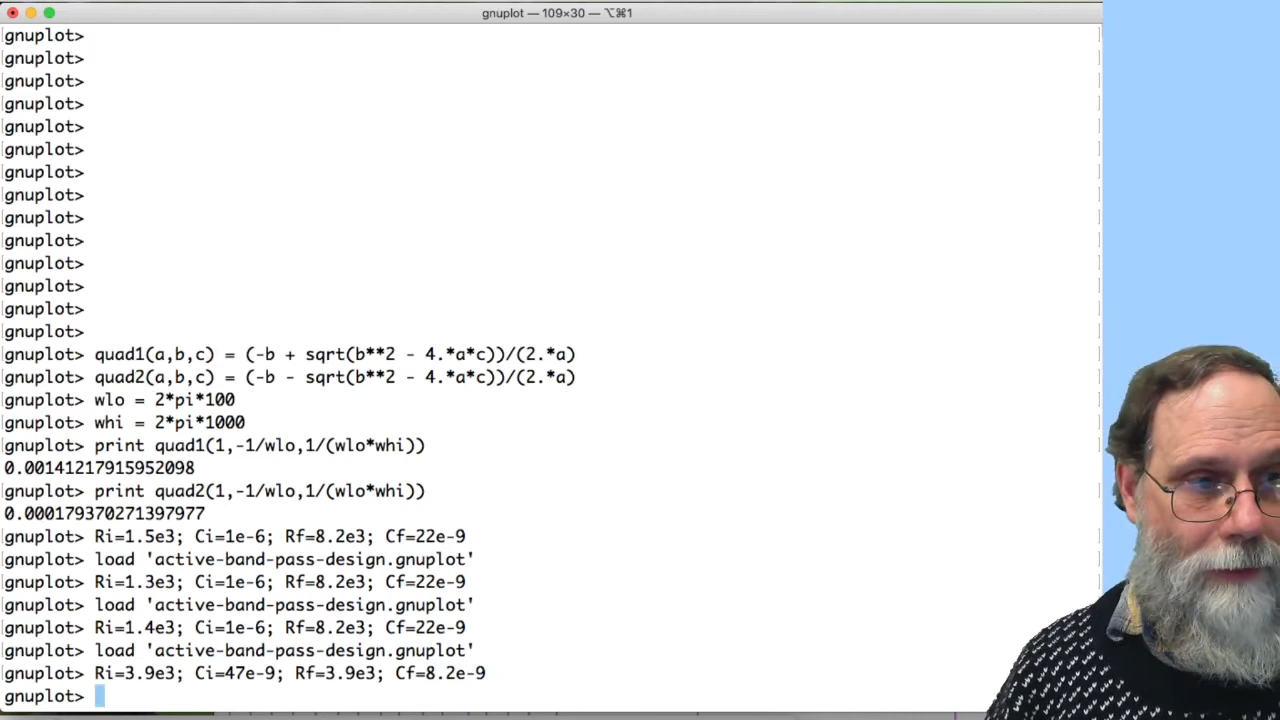 gnuplot — 109×30 — ⌥⌘1
gnuplot>
gnuplot>
gnuplot>
gnuplot>
gnuplot>
gnuplot>
gnuplot>
gnuplot>
gnuplot>
gnuplot>
gnuplot>
gnuplot>
gnuplot>
gnuplot>
gnuplot> quad1(a,b,c) = (-b + sqrt(b**2 - 4.*a*c))/(2.*a)
gnuplot> quad2(a,b,c) = (-b - sqrt(b**2 - 4.*a*c))/(2.*a)
gnuplot> wlo = 2*pi*100
gnuplot> whi = 2*pi*1000
gnuplot> print quad1(1,-1/wlo,1/(wlo*whi))
0.00141217915952098
gnuplot> print quad2(1,-1/wlo,1/(wlo*whi))
0.000179370271397977
gnuplot> Ri=1.5e3; Ci=1e-6; Rf=8.2e3; Cf=22e-9
gnuplot> load 'active-band-pass-design.gnuplot'
gnuplot> Ri=1.3e3; Ci=1e-6; Rf=8.2e3; Cf=22e-9
gnuplot> load 'active-band-pass-design.gnuplot'
gnuplot> Ri=1.4e3; Ci=1e-6; Rf=8.2e3; Cf=22e-9
gnuplot> load 'active-band-pass-design.gnuplot'
gnuplot> Ri=3.9e3; Ci=47e-9; Rf=3.9e3; Cf=8.2e-9
gnuplot>